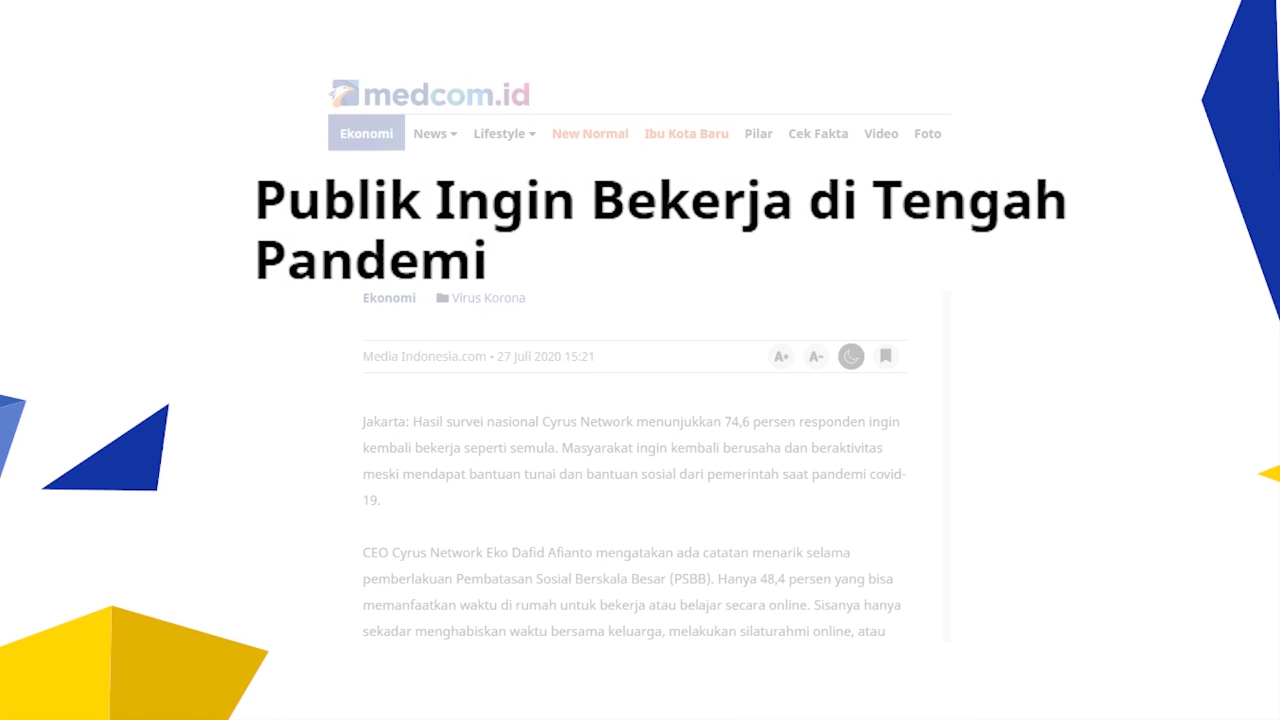 medcom.id
Ekonomi News Lifestyle New Normal Ibu Kota Baru Pilar Cek Fakta Video Foto
Publik Ingin Bekerja di Tengah
Pandemi
Ekonomi Virus Korona
Media Indonesia.com • 27 Juli 2020 15:21 A+ A-
Jakarta: Hasil survei nasional Cyrus Network menunjukkan 74,6 persen responden ingin
kembali bekerja seperti semula. Masyarakat ingin kembali berusaha dan beraktivitas
meski mendapat bantuan tunai dan bantuan sosial dari pemerintah saat pandemi covid-
19.
CEO Cyrus Network Eko Dafid Afianto mengatakan ada catatan menarik selama
pemberlakuan Pembatasan Sosial Berskala Besar (PSBB). Hanya 48,4 persen yang bisa
memanfaatkan waktu di rumah untuk bekerja atau belajar secara online. Sisanya hanya
sekadar menghabiskan waktu bersama keluarga, melakukan silaturahmi online, atau